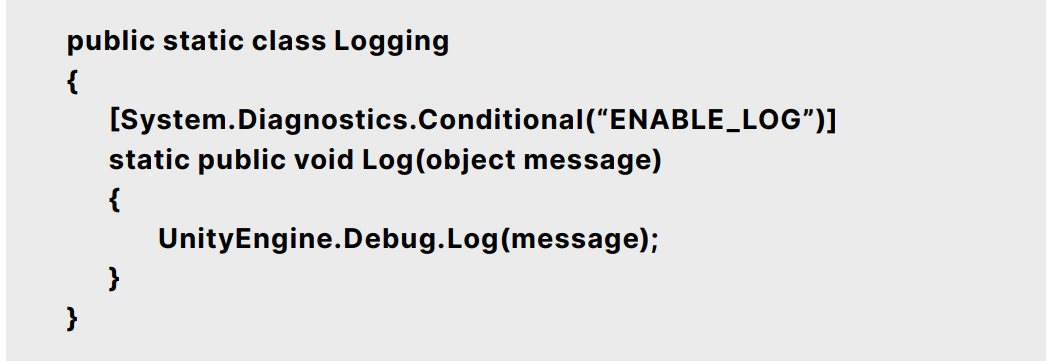 public static class Logging
{
[System.Diagnostics.Conditional(“ENABLE_LOG”)]
static public void Log(object message)
{
UnityEngine.Debug.Log(message);
}
}